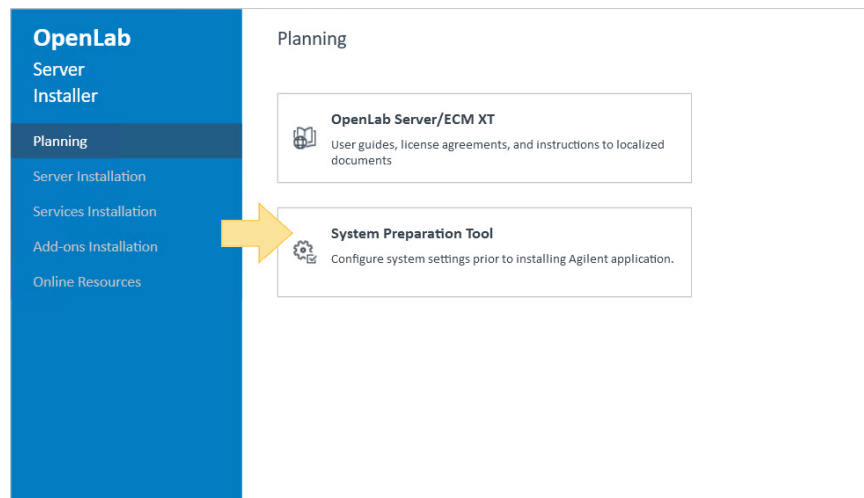 OpenLab
Server
Installer
Planning
Server Installation
Services Installation
Add-ons Installation
Online Resources
Planning
OpenLab Server/ECM XT
User guides, license agreements, and instructions to localized
documents
System Preparation Tool
Configure system settings prior to installing Agilent application.